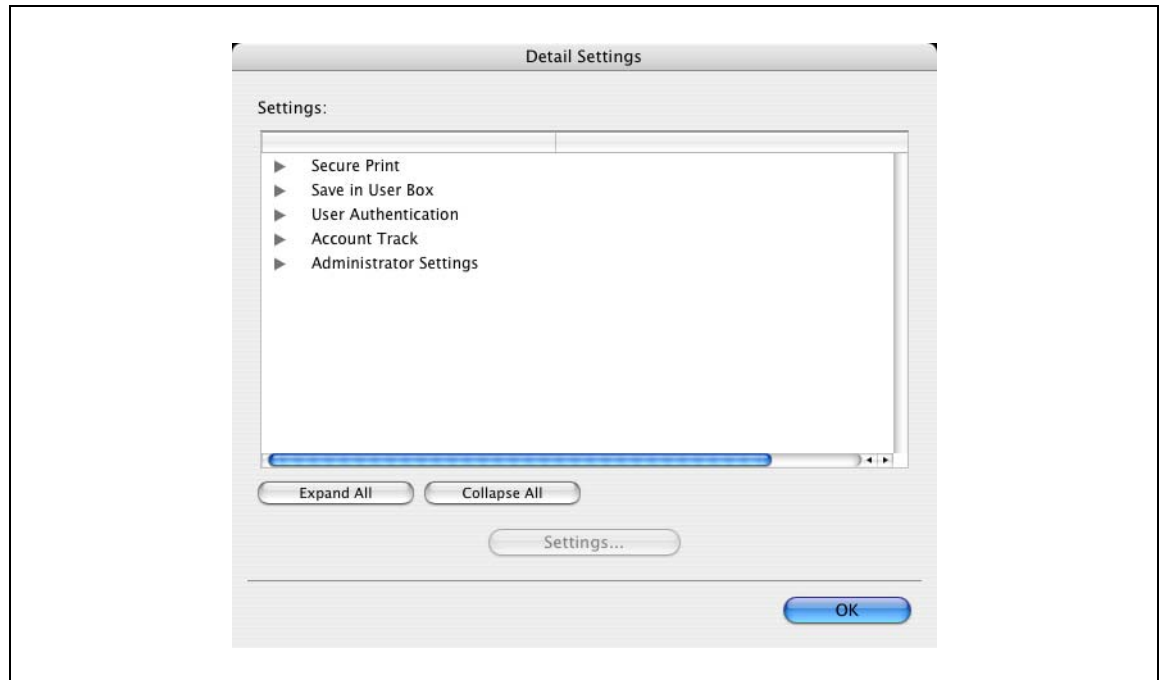 Detail Settings
Settings:
Secure Print
Save in User Box
User Authentication
Account Track
Administrator Settings
Expand All
Collapse All
Settings...
OK